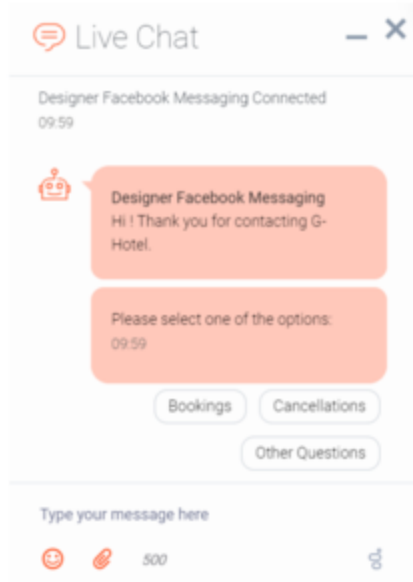 Live Chat
Designer Facebook Messaging Connected
09:59
Designer Facebook Messaging
Hi ! Thank you for contacting G-
Hotel.
Please select one of the options:
09:59
Bookings Cancellations
Other Questions
Type your message here
500